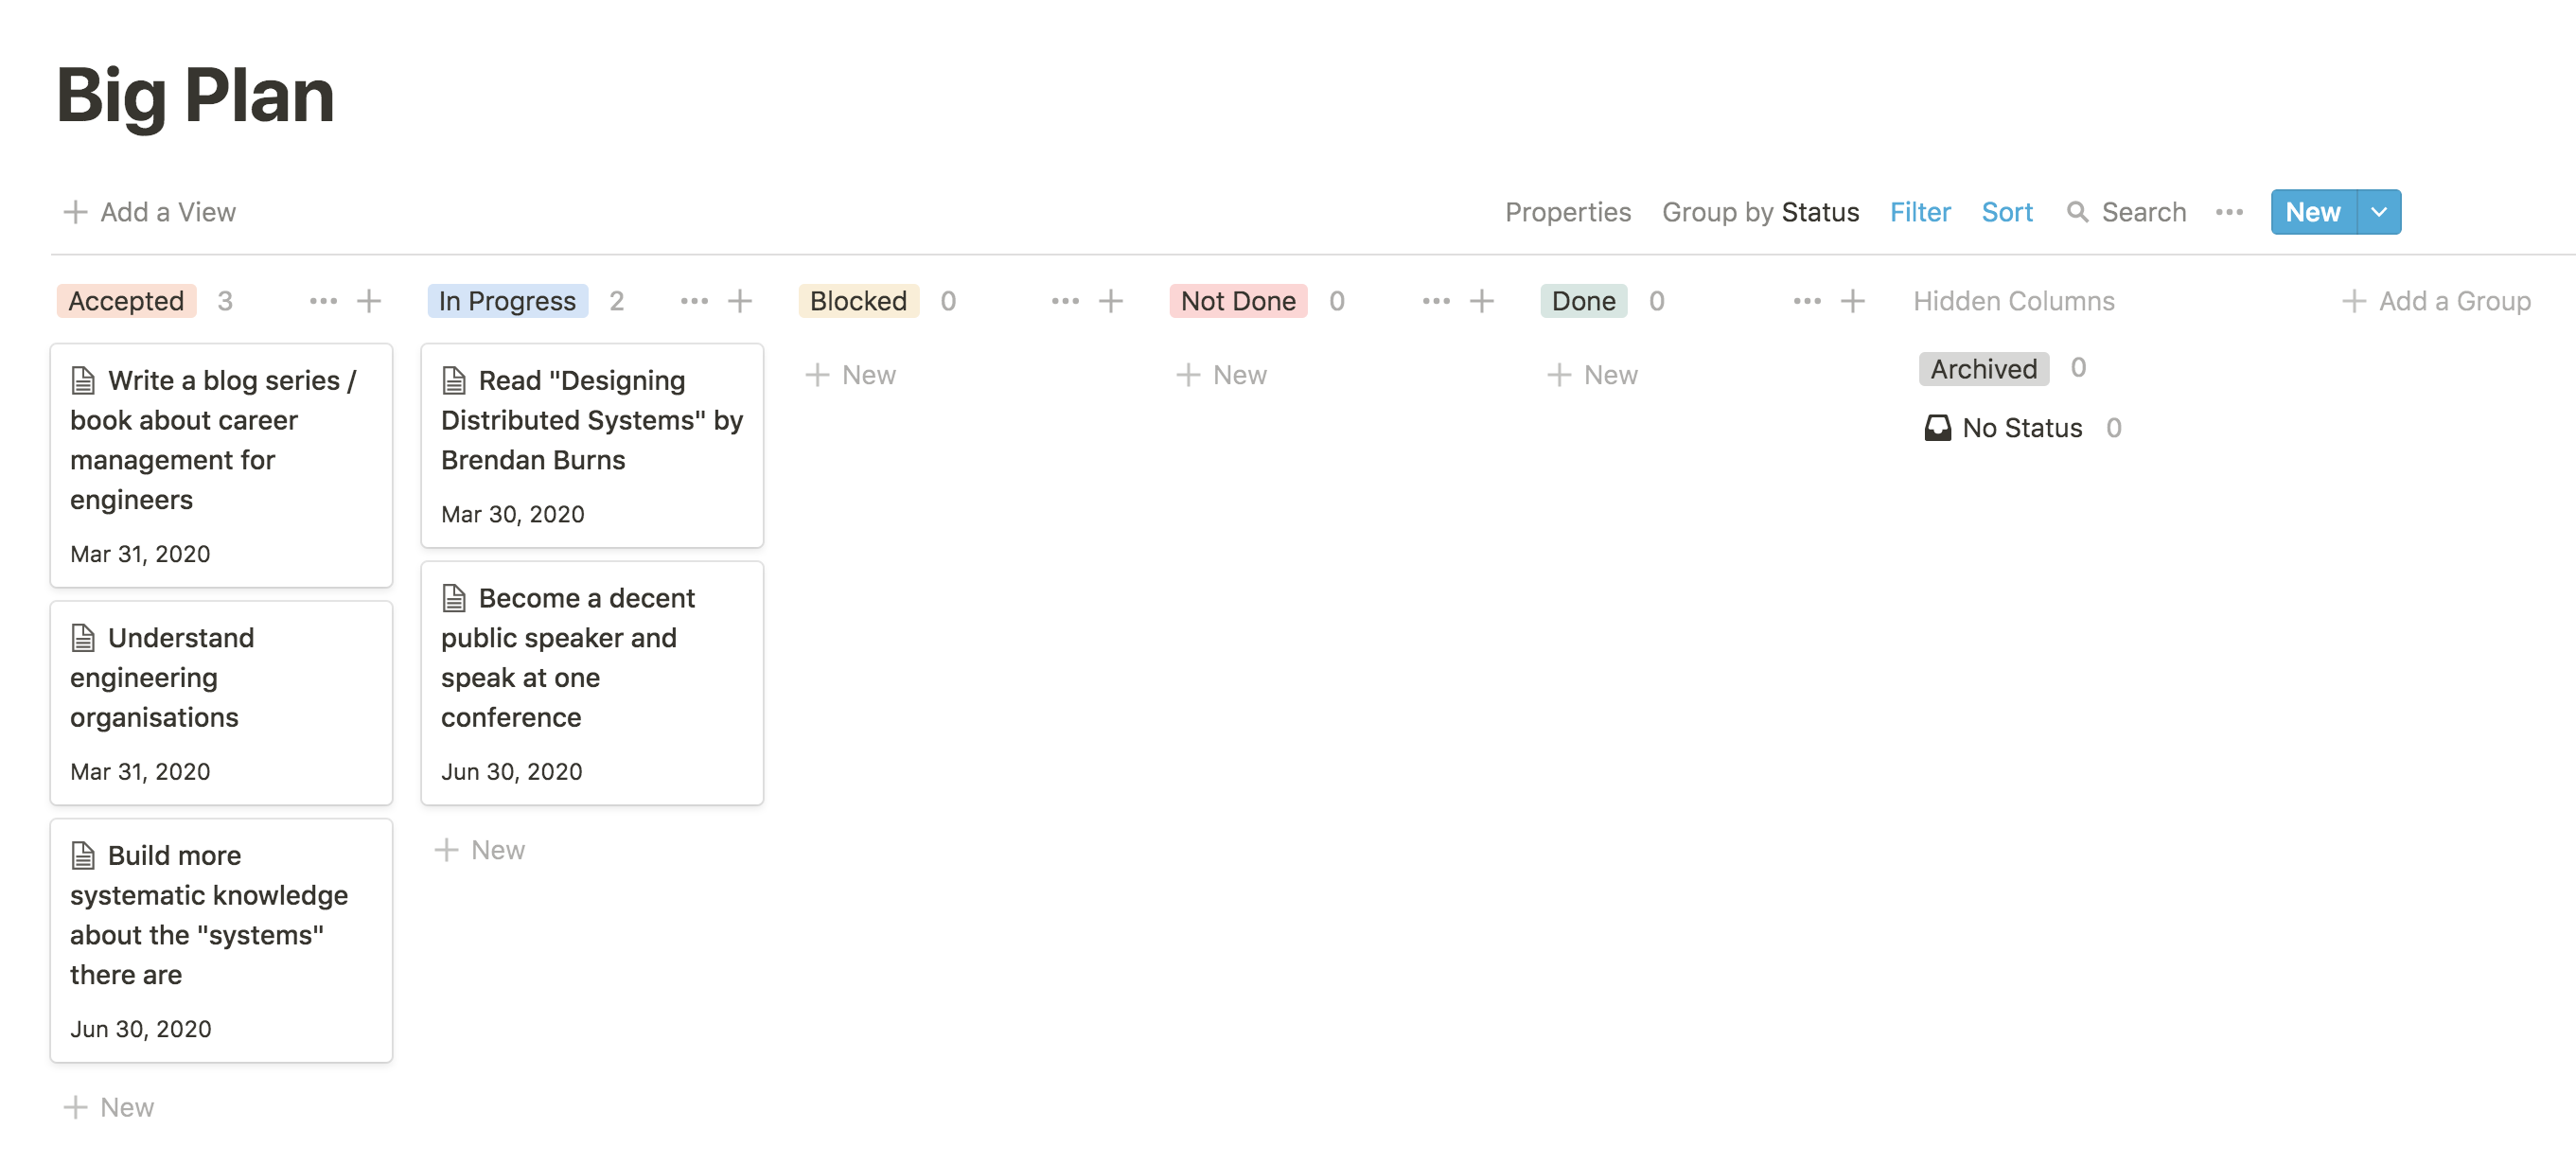 Big Plan
Add a View
Properties Group by Status Filter Sort Search New
Accepted 3
In Progress 2
Blocked 0
Not Done 0
Done 0
Hidden Columns
Add a Group
Write a blog series /
book about career
management for
engineers
Mar 31, 2020
Understand
engineering
organisations
Mar 31, 2020
Build more
systematic knowledge
about the "systems"
there are
Jun 30, 2020
New
Read "Designing
Distributed Systems" by
Brendan Burns
Mar 30, 2020
Become a decent
public speaker and
speak at one
conference
Jun 30, 2020
New
New
New
New
Archived 0
No Status 0